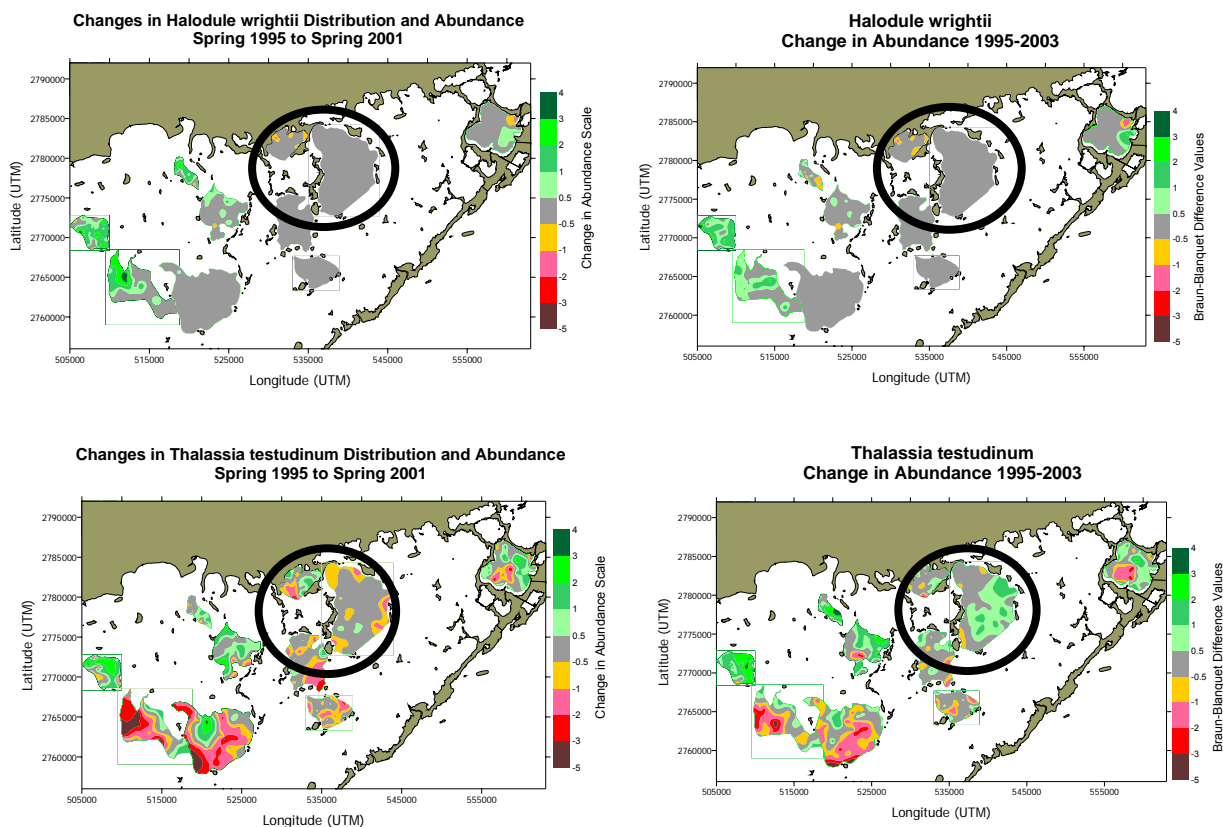 Changes in Halodule wrightii Distribution and Abundance
Spring 1995 to Spring 2001
2790000
2785000
2780000
2775000
2770000
2765000
2760000
Latitude (UTM)
505000 515000 525000 535000 545000 555000
Longitude (UTM)
4
3
2
1
0.5
-0.5
-1
-2
-3
-5
Change in Abundance Scale
Halodule wrightii
Change in Abundance 1995-2003
2790000
2785000
2780000
2775000
2770000
2765000
2760000
Latitude (UTM)
505000 515000 525000 535000 545000 555000
Longitude (UTM)
4
3
2
1
0.5
-0.5
-1
-2
-3
-5
Braun-Blanquet Difference Values
Changes in Thalassia testudinum Distribution and Abundance
Spring 1995 to Spring 2001
2790000
2785000
2780000
2775000
2770000
2765000
2760000
Latitude (UTM)
505000 515000 525000 535000 545000 555000
Longitude (UTM)
4
3
2
1
0.5
-0.5
-1
-2
-3
-5
Change in Abundance Scale
Thalassia testudinum
Change in Abundance 1995-2003
2790000
2785000
2780000
2775000
2770000
2765000
2760000
Latitude (UTM)
505000 515000 525000 535000 545000 555000
Longitude (UTM)
4
3
2
1
0.5
-0.5
-1
-2
-3
-5
Braun-Blanquet Difference Values